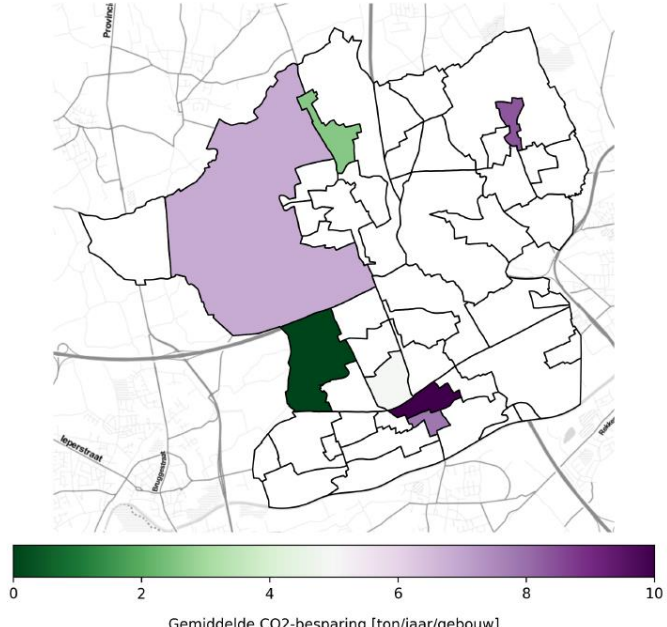 Provinci
Ieperstraat
Bruggestraat
0 2 4 6 8 10
Gemiddelde CO2-besparing [ton/jaar/gebouw]